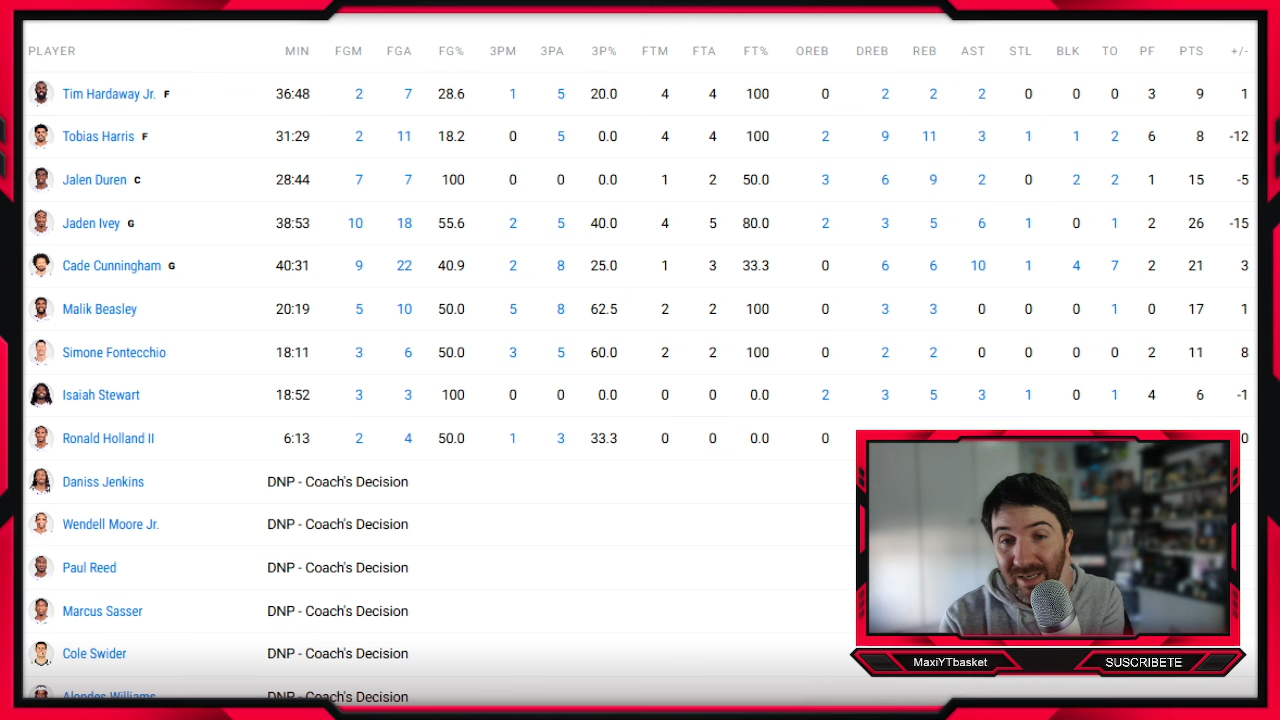 PLAYER MIN FGM FGA FG% 3PM 3PA 3P% FTM FTA FT% OREB DREB REB AST STL BLK TO PF PTS +/-
Tim Hardaway Jr. F 36:48 2 7 28.6 1 5 20.0 4 4 100 0 2 2 2 0 0 0 3 9 1
Tobias Harris F 31:29 2 11 18.2 0 5 0.0 4 4 100 2 9 11 3 1 1 2 6 8 -12
Jalen Duren C 28:44 7 7 100 0 0 0.0 1 2 50.0 3 6 9 2 0 2 2 1 15 -5
Jaden Ivey G 38:53 10 18 55.6 2 5 40.0 4 5 80.0 2 3 5 6 1 0 1 2 26 -15
Cade Cunningham G 40:31 9 22 40.9 2 8 25.0 1 3 33.3 0 6 6 10 1 4 7 2 21 3
Malik Beasley 20:19 5 10 50.0 5 8 62.5 2 2 100 0 3 3 0 0 0 1 0 17 1
Simone Fontecchio 18:11 3 6 50.0 3 5 60.0 2 2 100 0 2 2 0 0 0 0 2 11 8
Isaiah Stewart 18:52 3 3 100 0 0 0.0 0 0 0.0 2 3 5 3 1 0 1 4 6 -1
Ronald Holland II 6:13 2 4 50.0 1 3 33.3 0 0 0.0 0 0
Daniss Jenkins DNP - Coach's Decision
Wendell Moore Jr. DNP - Coach's Decision
Paul Reed DNP - Coach's Decision
Marcus Sasser DNP - Coach's Decision
Cole Swider DNP - Coach's Decision
Alondes Williams DNP - Coach's Decision
MaxiYTbasket SUSCRIBETE